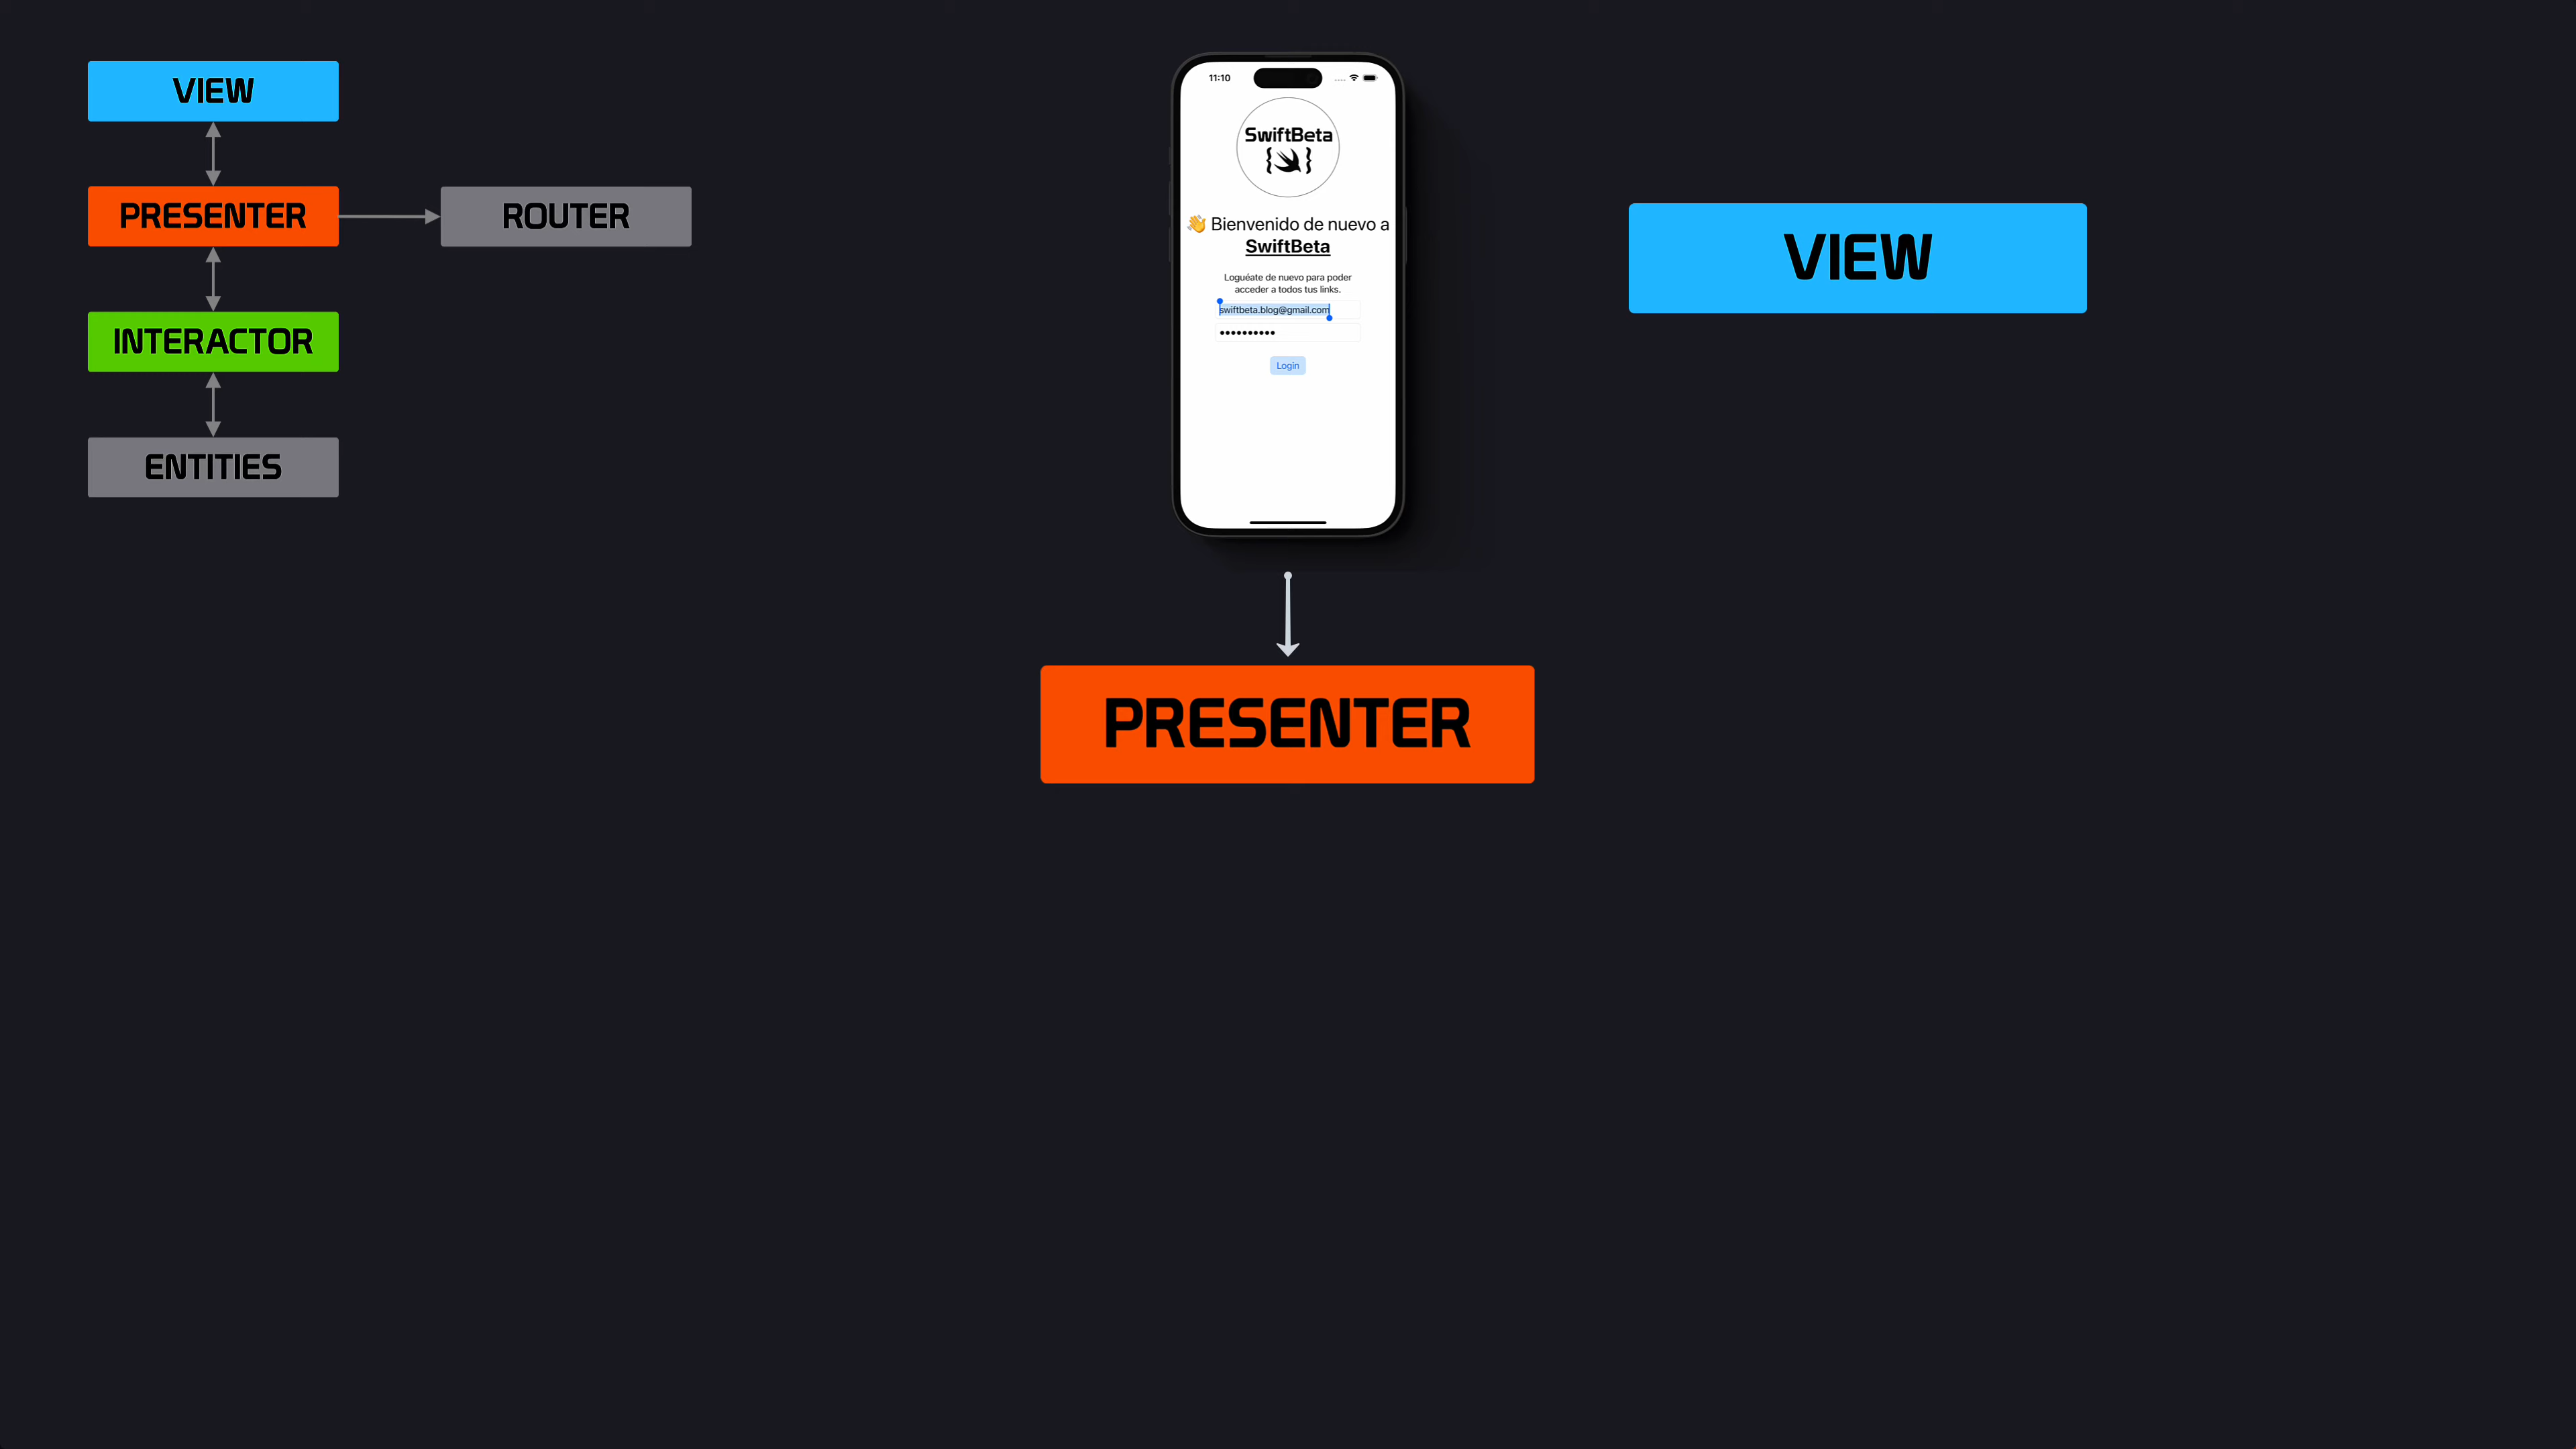 VIEW
PRESENTER
ROUTER
INTERACTOR
ENTITIES
11:10
SwiftBeta
👋 Bienvenido de nuevo a
SwiftBeta
Loguéate de nuevo para poder
acceder a todos tus links.
swiftbeta.blog@gmail.com
••••••••••
Login
VIEW
PRESENTER